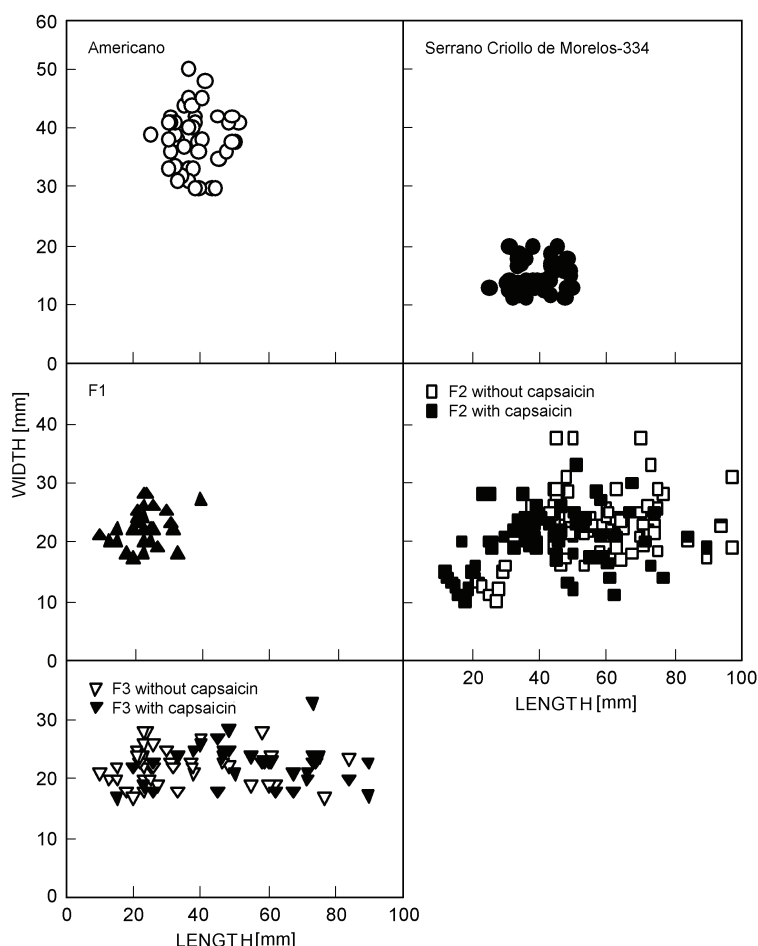 60
Americano
Serrano Criollo de Morelos-334
50
40
30
20
10
0
F1
F2 without capsaicin
F2 with capsaicin
40
30
20
10
0
WIDTH [mm]
20 40 60 80 100
LENGTH [mm]
F3 without capsaicin
F3 with capsaicin
30
20
10
0
0 20 40 60 80 100
LENGTH [mm]